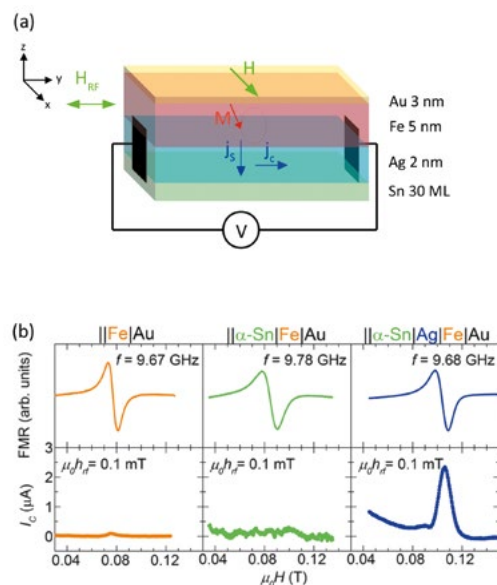 (a)
z
y
x
H_RF
H
M
j_s
j_c
V
Au 3 nm
Fe 5 nm
Ag 2 nm
Sn 30 ML
(b)
||Fe|Au
||α-Sn|Fe|Au
||α-Sn|Ag|Fe|Au
FMR (arb. units)
f = 9.67 GHz
f = 9.78 GHz
f = 9.68 GHz
I_C (μA)
3
2
1
0
μ₀h_rf = 0.1 mT
μ₀h_rf = 0.1 mT
μ₀h_rf = 0.1 mT
0.04 0.08 0.12
0.04 0.08 0.12
0.04 0.08 0.12
μ₀H (T)